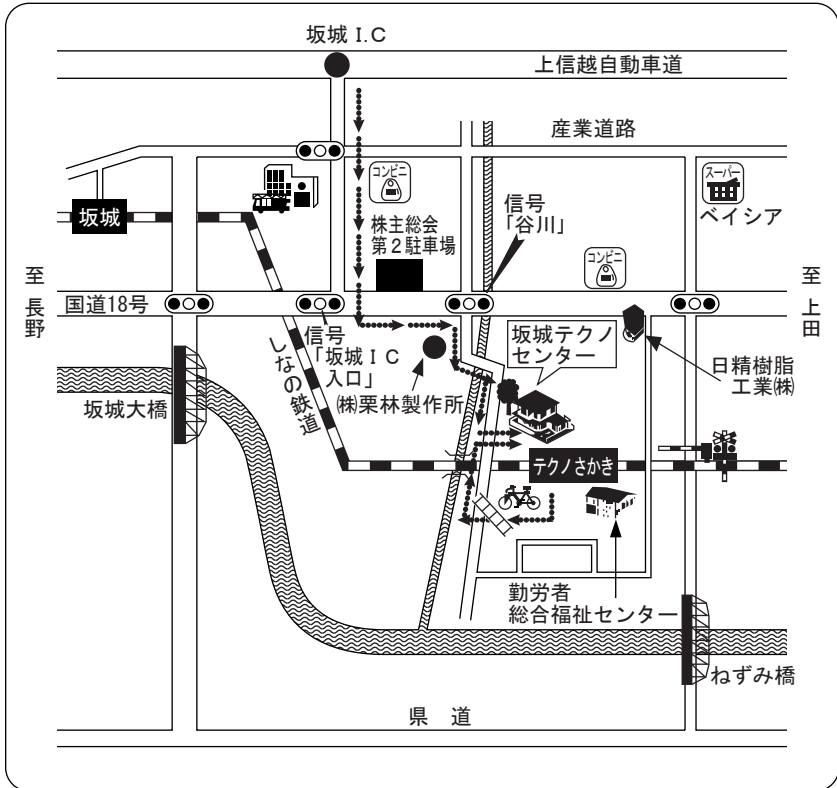 坂城 I.C
上信越自動車道
産業道路
コンビニ
スーパー
ベイシア
信号
「谷川」
株主総会
第2駐車場
坂城
コンビニ
至
長
野
至
上
田
国道18号
信号
「坂城IC
入口」
しなの鉄道
坂城テクノ
センター
日精樹脂
工業㈱
坂城大橋
㈱栗林製作所
テクノさかき
勤労者
総合福祉センター
ねずみ橋
県 道